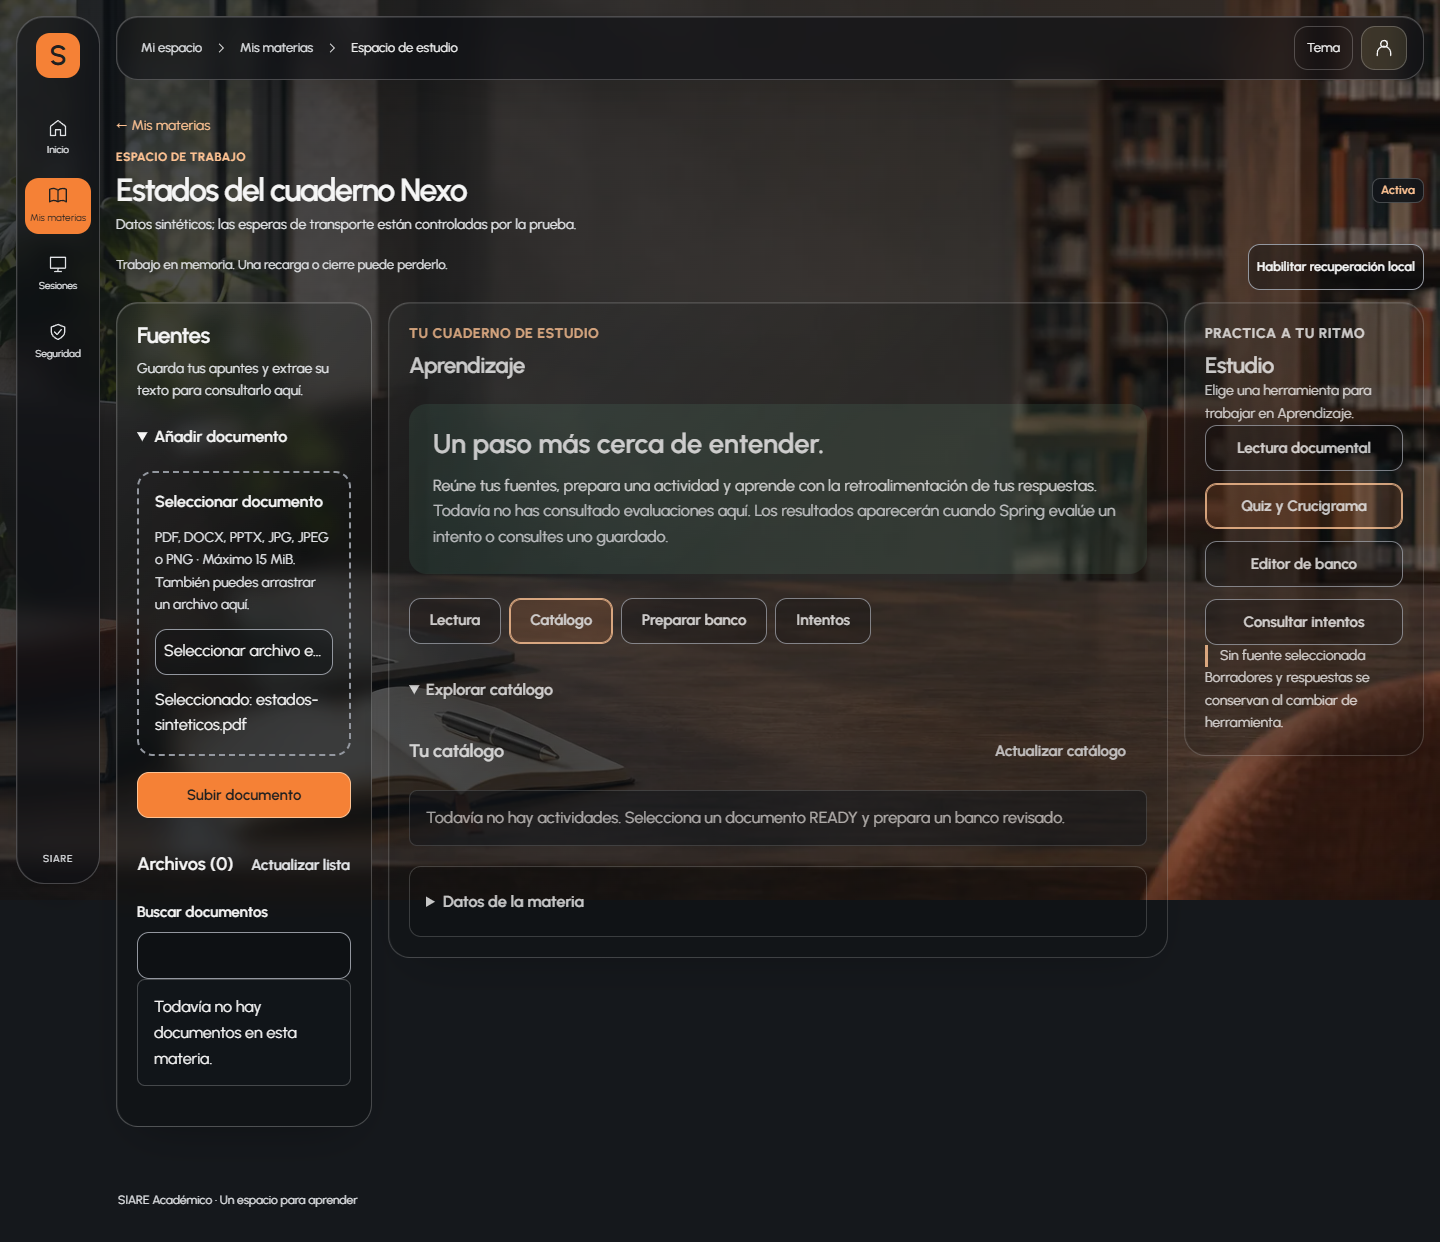 S
Inicio
Mis materias
Sesiones
Seguridad
SIARE
Mi espacio
Mis materias
Espacio de estudio
Tema
← Mis materias
ESPACIO DE TRABAJO
Estados del cuaderno Nexo
Activa
Datos sintéticos; las esperas de transporte están controladas por la prueba.
Trabajo en memoria. Una recarga o cierre puede perderlo.
Habilitar recuperación local
Fuentes
Guarda tus apuntes y extrae su
texto para consultarlo aquí.
Añadir documento
Seleccionar documento
PDF, DOCX, PPTX, JPG, JPEG
o PNG · Máximo 15 MiB.
También puedes arrastrar
un archivo aquí.
Seleccionar archivo e...
Seleccionado: estados-
sinteticos.pdf
Subir documento
Archivos (0)
Actualizar lista
Buscar documentos
Todavía no hay
documentos en esta
materia.
TU CUADERNO DE ESTUDIO
Aprendizaje
Un paso más cerca de entender.
Reúne tus fuentes, prepara una actividad y aprende con la retroalimentación de tus respuestas.
Todavía no has consultado evaluaciones aquí. Los resultados aparecerán cuando Spring evalúe un
intento o consultes uno guardado.
Lectura
Catálogo
Preparar banco
Intentos
Explorar catálogo
Tu catálogo
Actualizar catálogo
Todavía no hay actividades. Selecciona un documento READY y prepara un banco revisado.
Datos de la materia
PRACTICA A TU RITMO
Estudio
Elige una herramienta para
trabajar en Aprendizaje.
Lectura documental
Quiz y Crucigrama
Editor de banco
Consultar intentos
Sin fuente seleccionada
Borradores y respuestas se
conservan al cambiar de
herramienta.
SIARE Académico · Un espacio para aprender